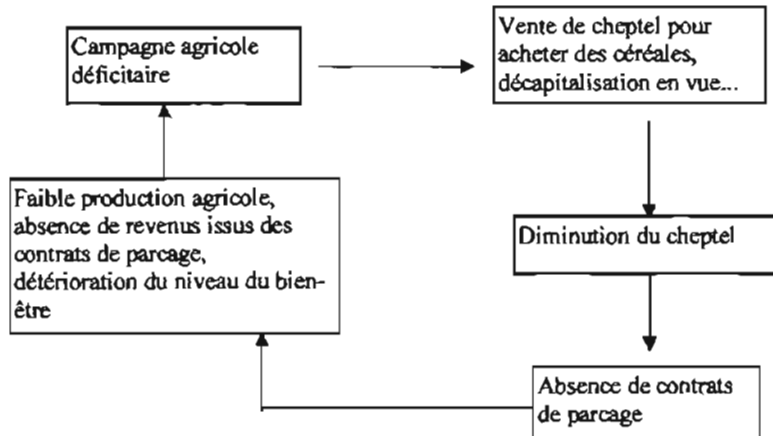 Campagne agricole
déficitaire
Vente de cheptel pour
acheter des céréales,
décapitalisation en vue...
Diminution du cheptel
Absence de contrats
de parcage
Faible production agricole,
absence de revenus issus des
contrats de parcage,
détérioration du niveau du bien-
être